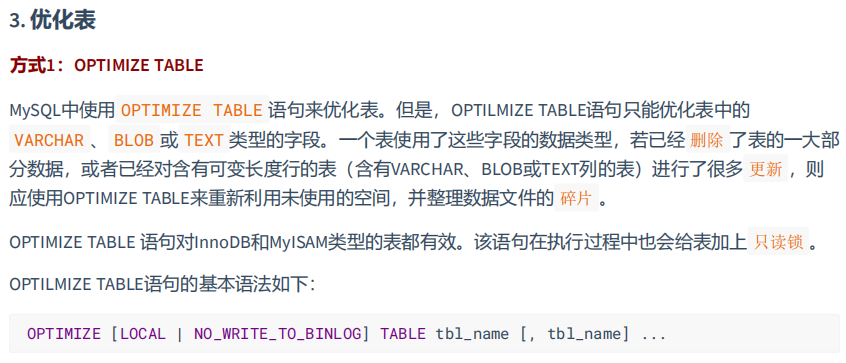 3. 优化表
方式1：OPTIMIZE TABLE
MySQL中使用 OPTIMIZE TABLE 语句来优化表。但是，OPTILMIZE TABLE语句只能优化表中的
VARCHAR 、 BLOB 或 TEXT 类型的字段。一个表使用了这些字段的数据类型，若已经 删除 了表的一大部
分数据，或者已经对含有可变长度行的表（含有VARCHAR、BLOB或TEXT列的表）进行了很多 更新 ，则
应使用OPTIMIZE TABLE来重新利用未使用的空间，并整理数据文件的 碎片 。
OPTIMIZE TABLE 语句对InnoDB和MyISAM类型的表都有效。该语句在执行过程中也会给表加上 只读锁 。
OPTILMIZE TABLE语句的基本语法如下：
OPTIMIZE [LOCAL | NO_WRITE_TO_BINLOG] TABLE tbl_name [, tbl_name] ...